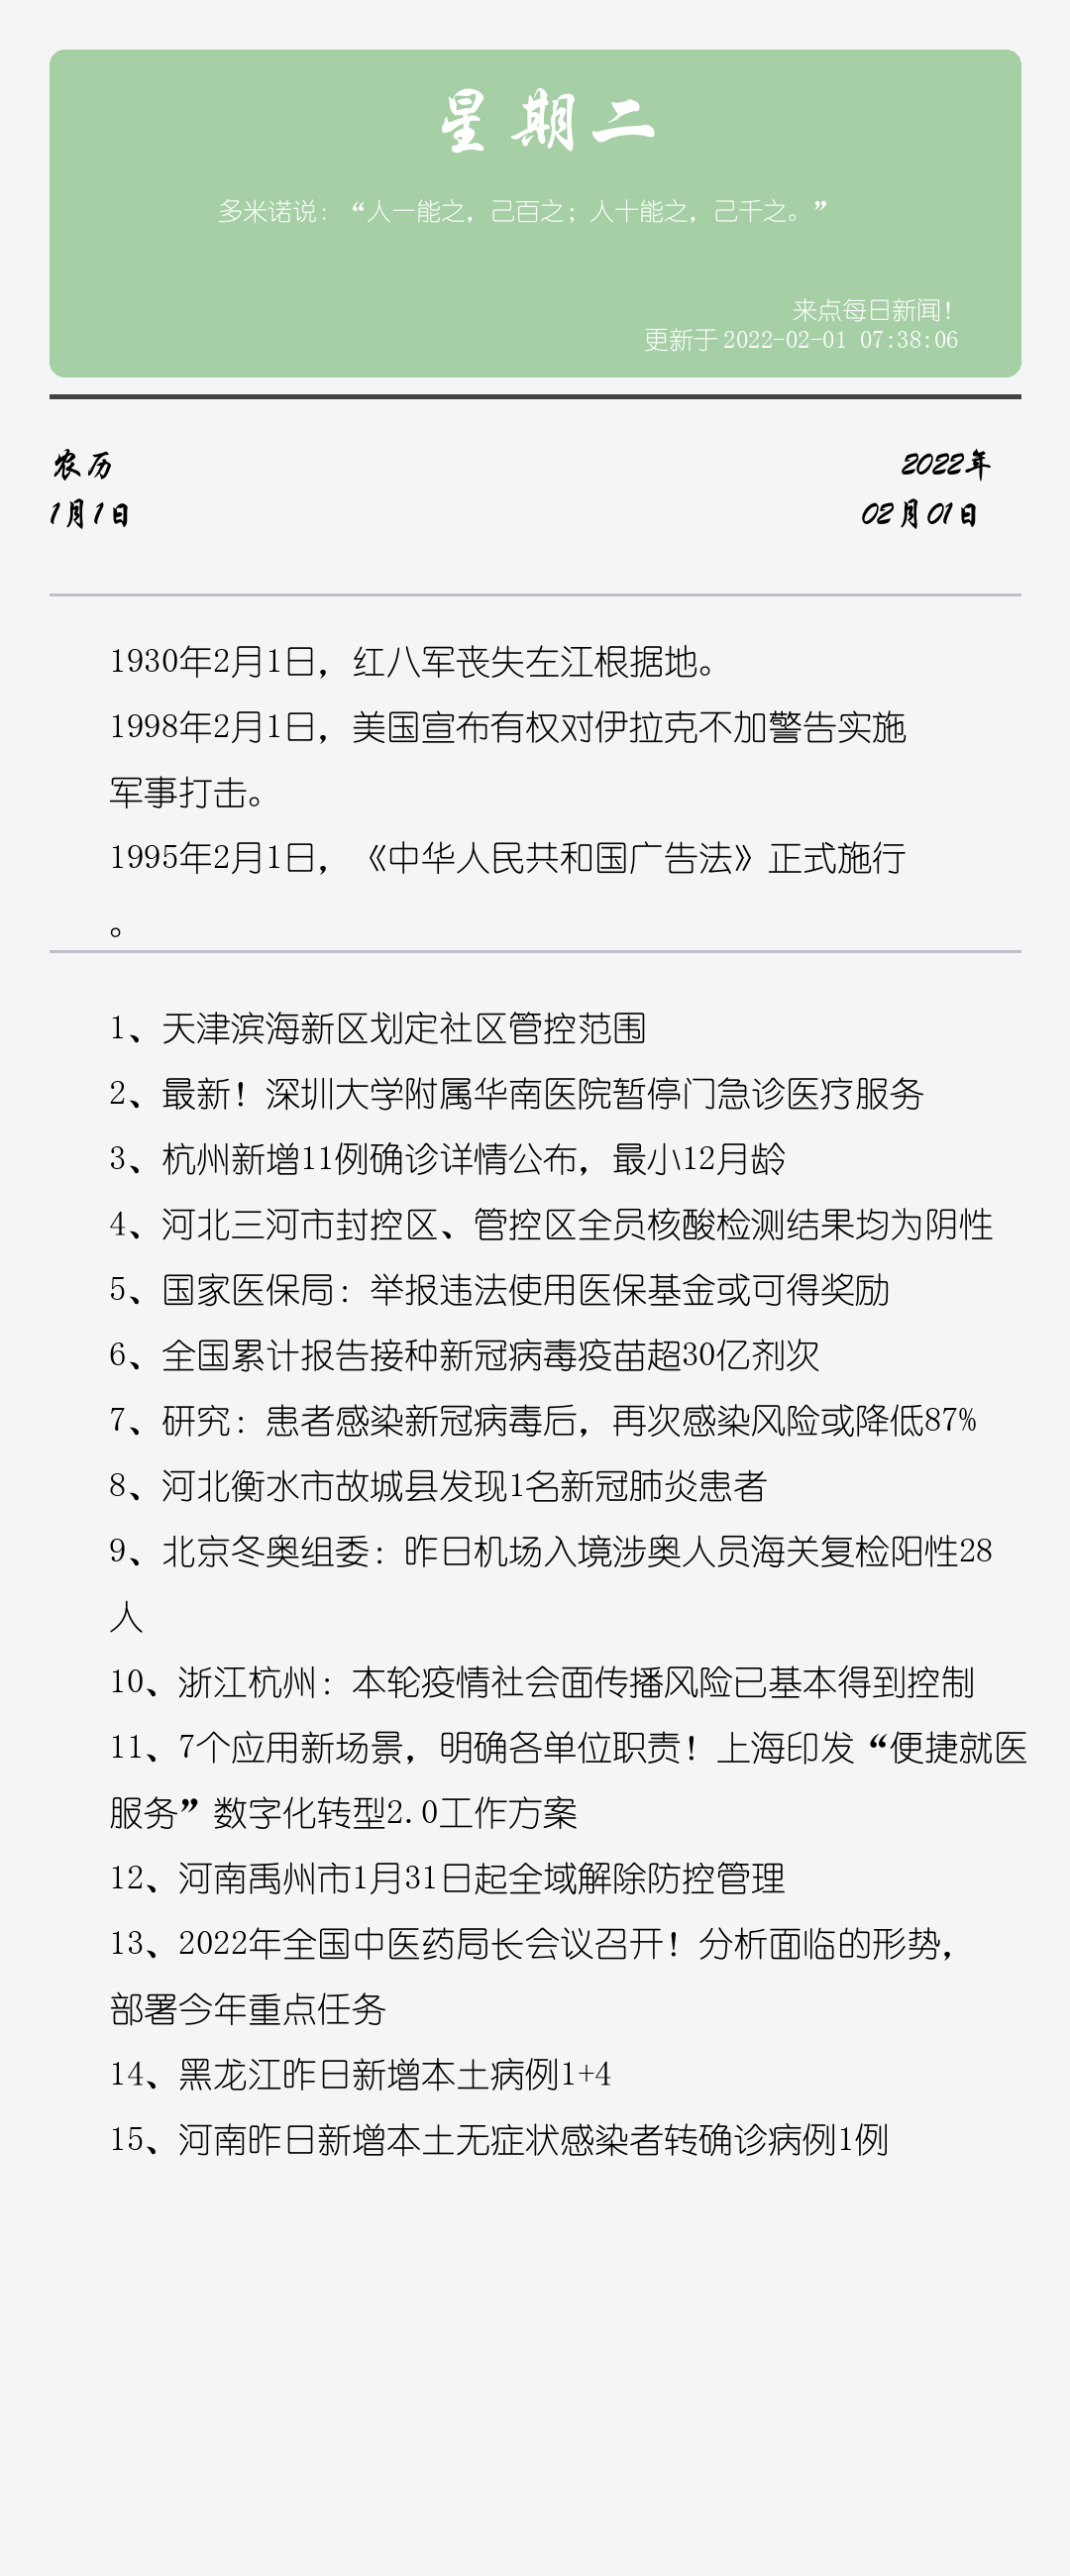 星期二
多米诺说：“人一能之，己百之；人十能之，己千之。”
来点每日新闻！
更新于 2022-02-01 07:38:06
农历
2022年
1月1日
02月01日
1930年2月1日，红八军丧失左江根据地。
1998年2月1日，美国宣布有权对伊拉克不加警告实施
军事打击。
1995年2月1日，《中华人民共和国广告法》正式施行
。
1、天津滨海新区划定社区管控范围
2、最新！深圳大学附属华南医院暂停门急诊医疗服务
3、杭州新增11例确诊详情公布，最小12月龄
4、河北三河市封控区、管控区全员核酸检测结果均为阴性
5、国家医保局：举报违法使用医保基金或可得奖励
6、全国累计报告接种新冠病毒疫苗超30亿剂次
7、研究：患者感染新冠病毒后，再次感染风险或降低87%
8、河北衡水市故城县发现1名新冠肺炎患者
9、北京冬奥组委：昨日机场入境涉奥人员海关复检阳性28
人
10、浙江杭州：本轮疫情社会面传播风险已基本得到控制
11、7个应用新场景，明确各单位职责！上海印发“便捷就医
服务”数字化转型2.0工作方案
12、河南禹州市1月31日起全域解除防控管理
13、2022年全国中医药局长会议召开！分析面临的形势，
部署今年重点任务
14、黑龙江昨日新增本土病例1+4
15、河南昨日新增本土无症状感染者转确诊病例1例